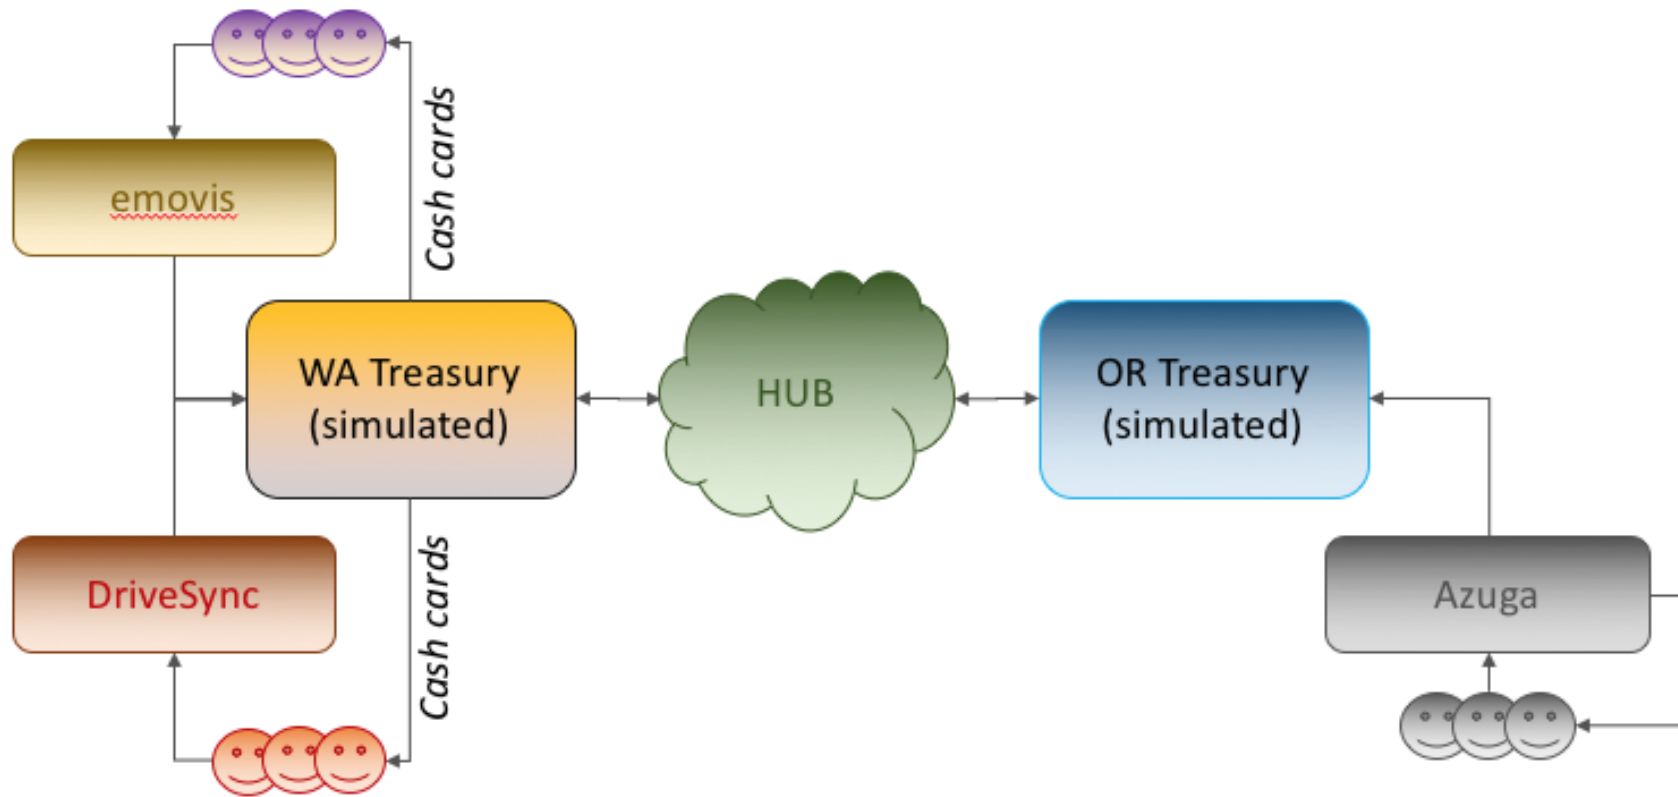 Cash cards
emovis
WA Treasury
(simulated)
HUB
OR Treasury
(simulated)
DriveSync
Cash cards
Azuga